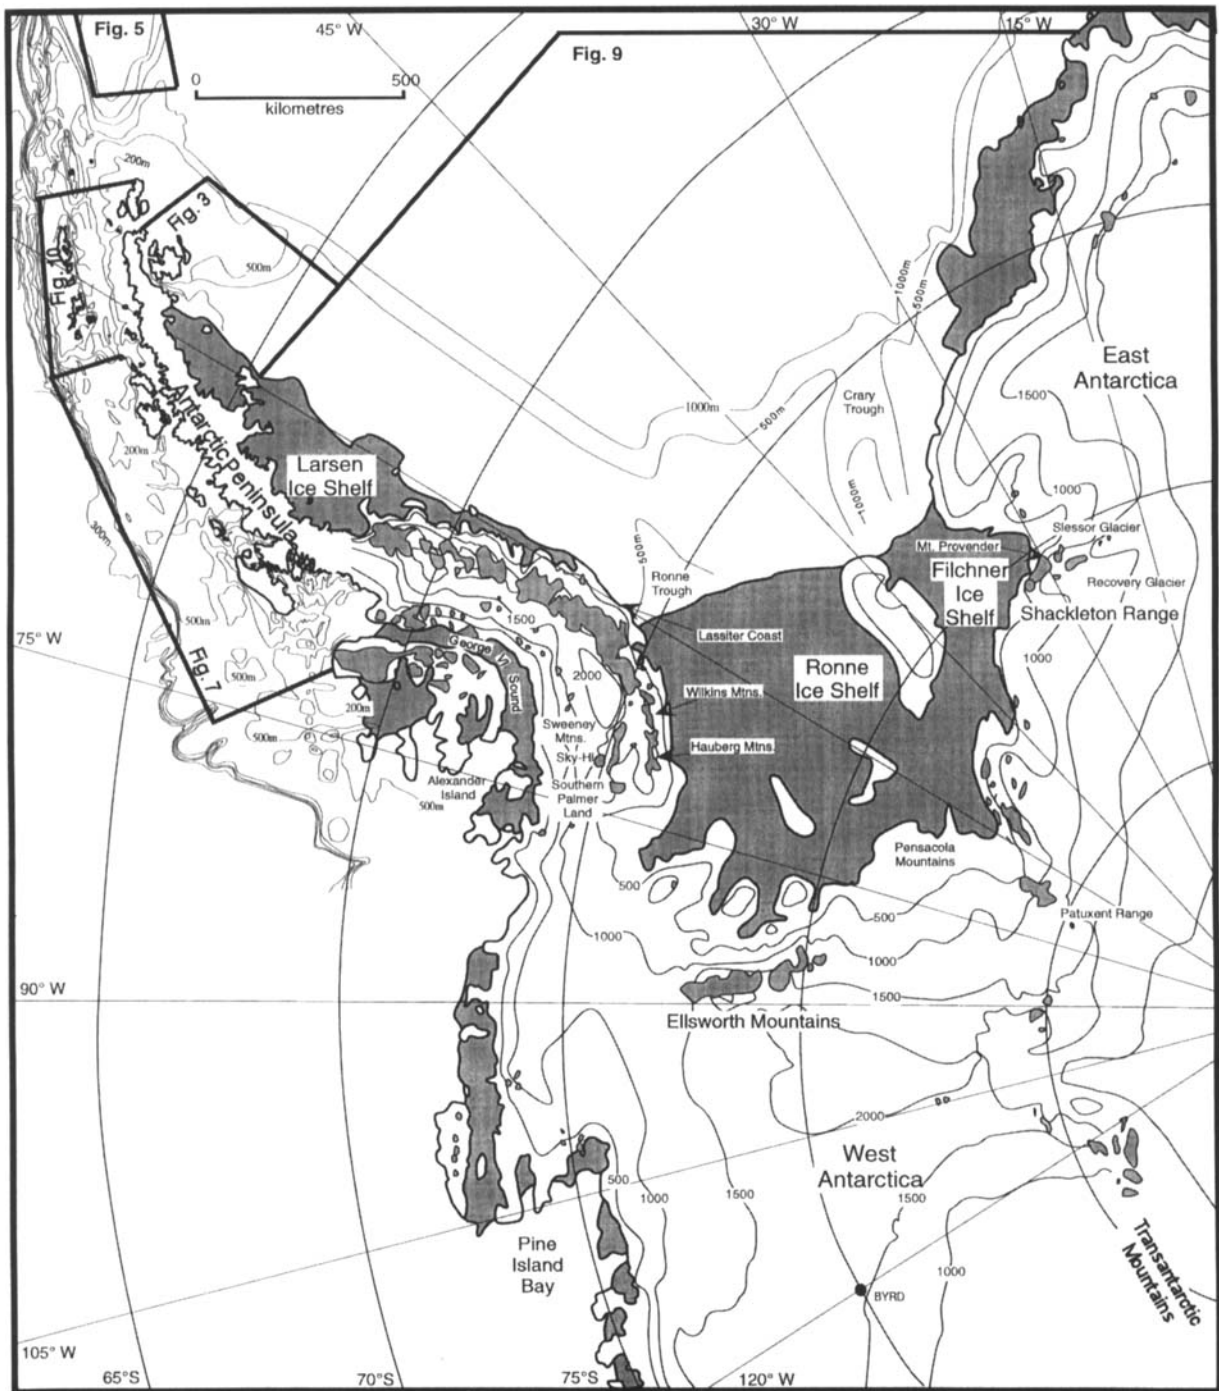 Fig. 5
45° W
30° W
15° W
Fig. 9
0
500
kilometres
200m
Fig. 3
500m
Fig. 10
1000m
500m
East
Antarctica
1500
Crary
Trough
1000m
500m
Antarctic Peninsula
200m
Larsen
Ice Shelf
1000m
1000
Slessor Glacier
300m
500m
Mt. Provender
Filchner
Ice
Shelf
Ronne
Trough
Recovery Glacier
Shackleton Range
1500
500m
75° W
Lassiter Coast
George VI Sound
Ronne
Ice Shelf
1000
Fig. 7
500m
2000
Wilkins Mtns.
200m
Sweeney
Mtns.
500m
Sky-Hi
Hauberg Mtns.
Alexander
Island
500m
Southern
Palmer
Land
Pensacola
Mountains
500
500
Patuxent Range
1000
1000
90° W
1500
Ellsworth Mountains
2000
West
Antarctica
500
1000
1500
1500
Pine
Island
Bay
1000
BYRD
Transantarctic
Mountains
105° W
65°S
70°S
75°S
120° W